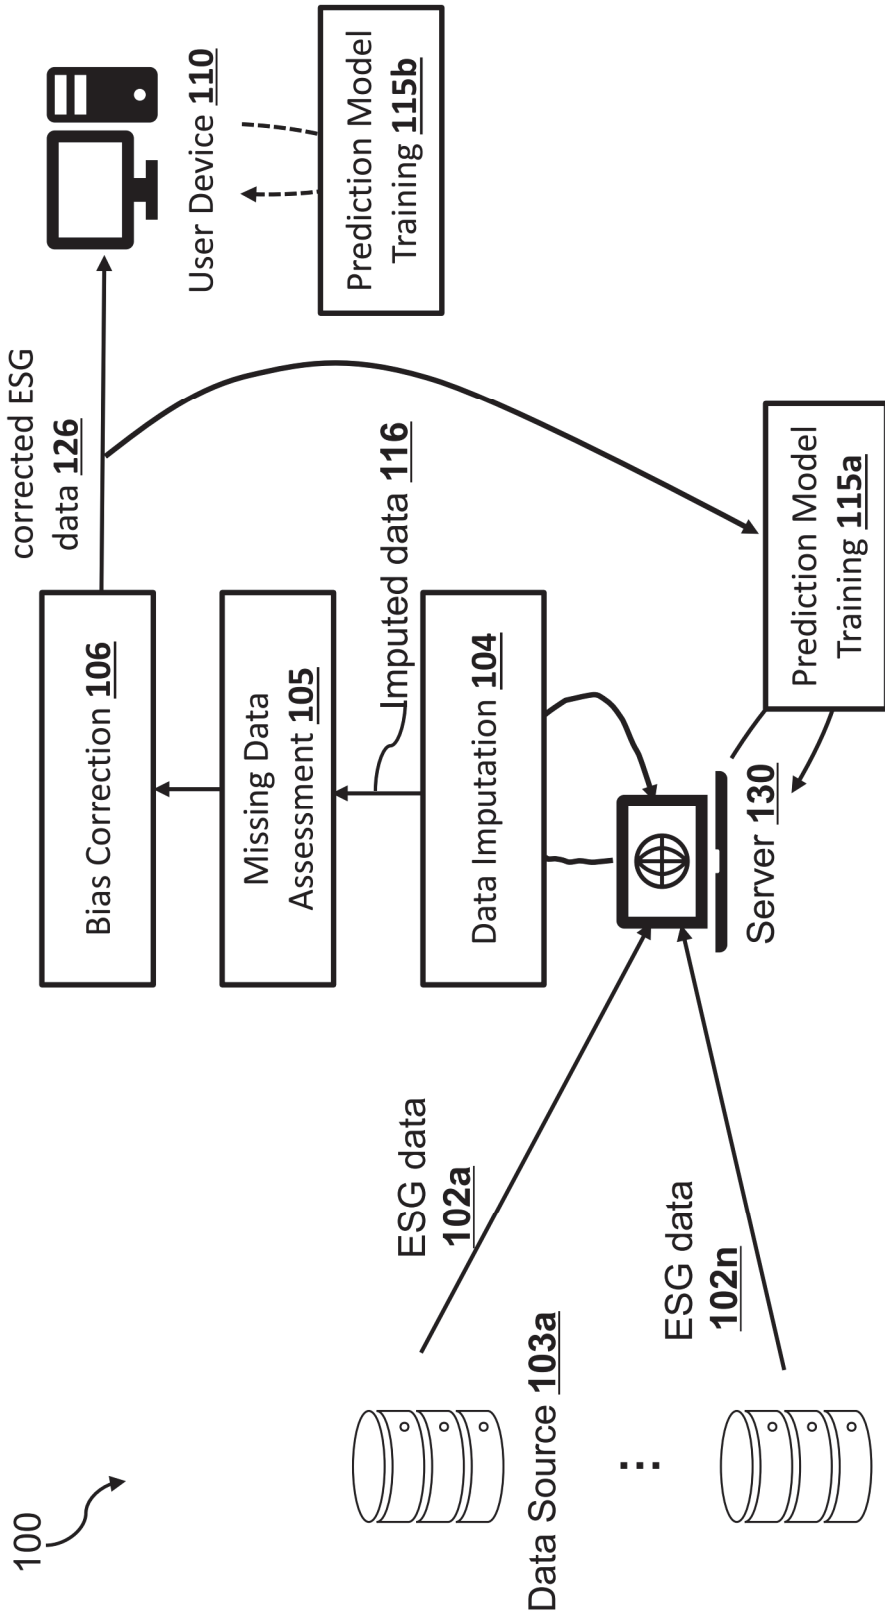 100
corrected ESG
data 126
User Device 110
Prediction Model
Training 115b
Bias Correction 106
Missing Data
Assessment 105
Imputed data 116
Data Imputation 104
Server 130
Prediction Model
Training 115a
ESG data
102a
Data Source 103a
...
ESG data
102n